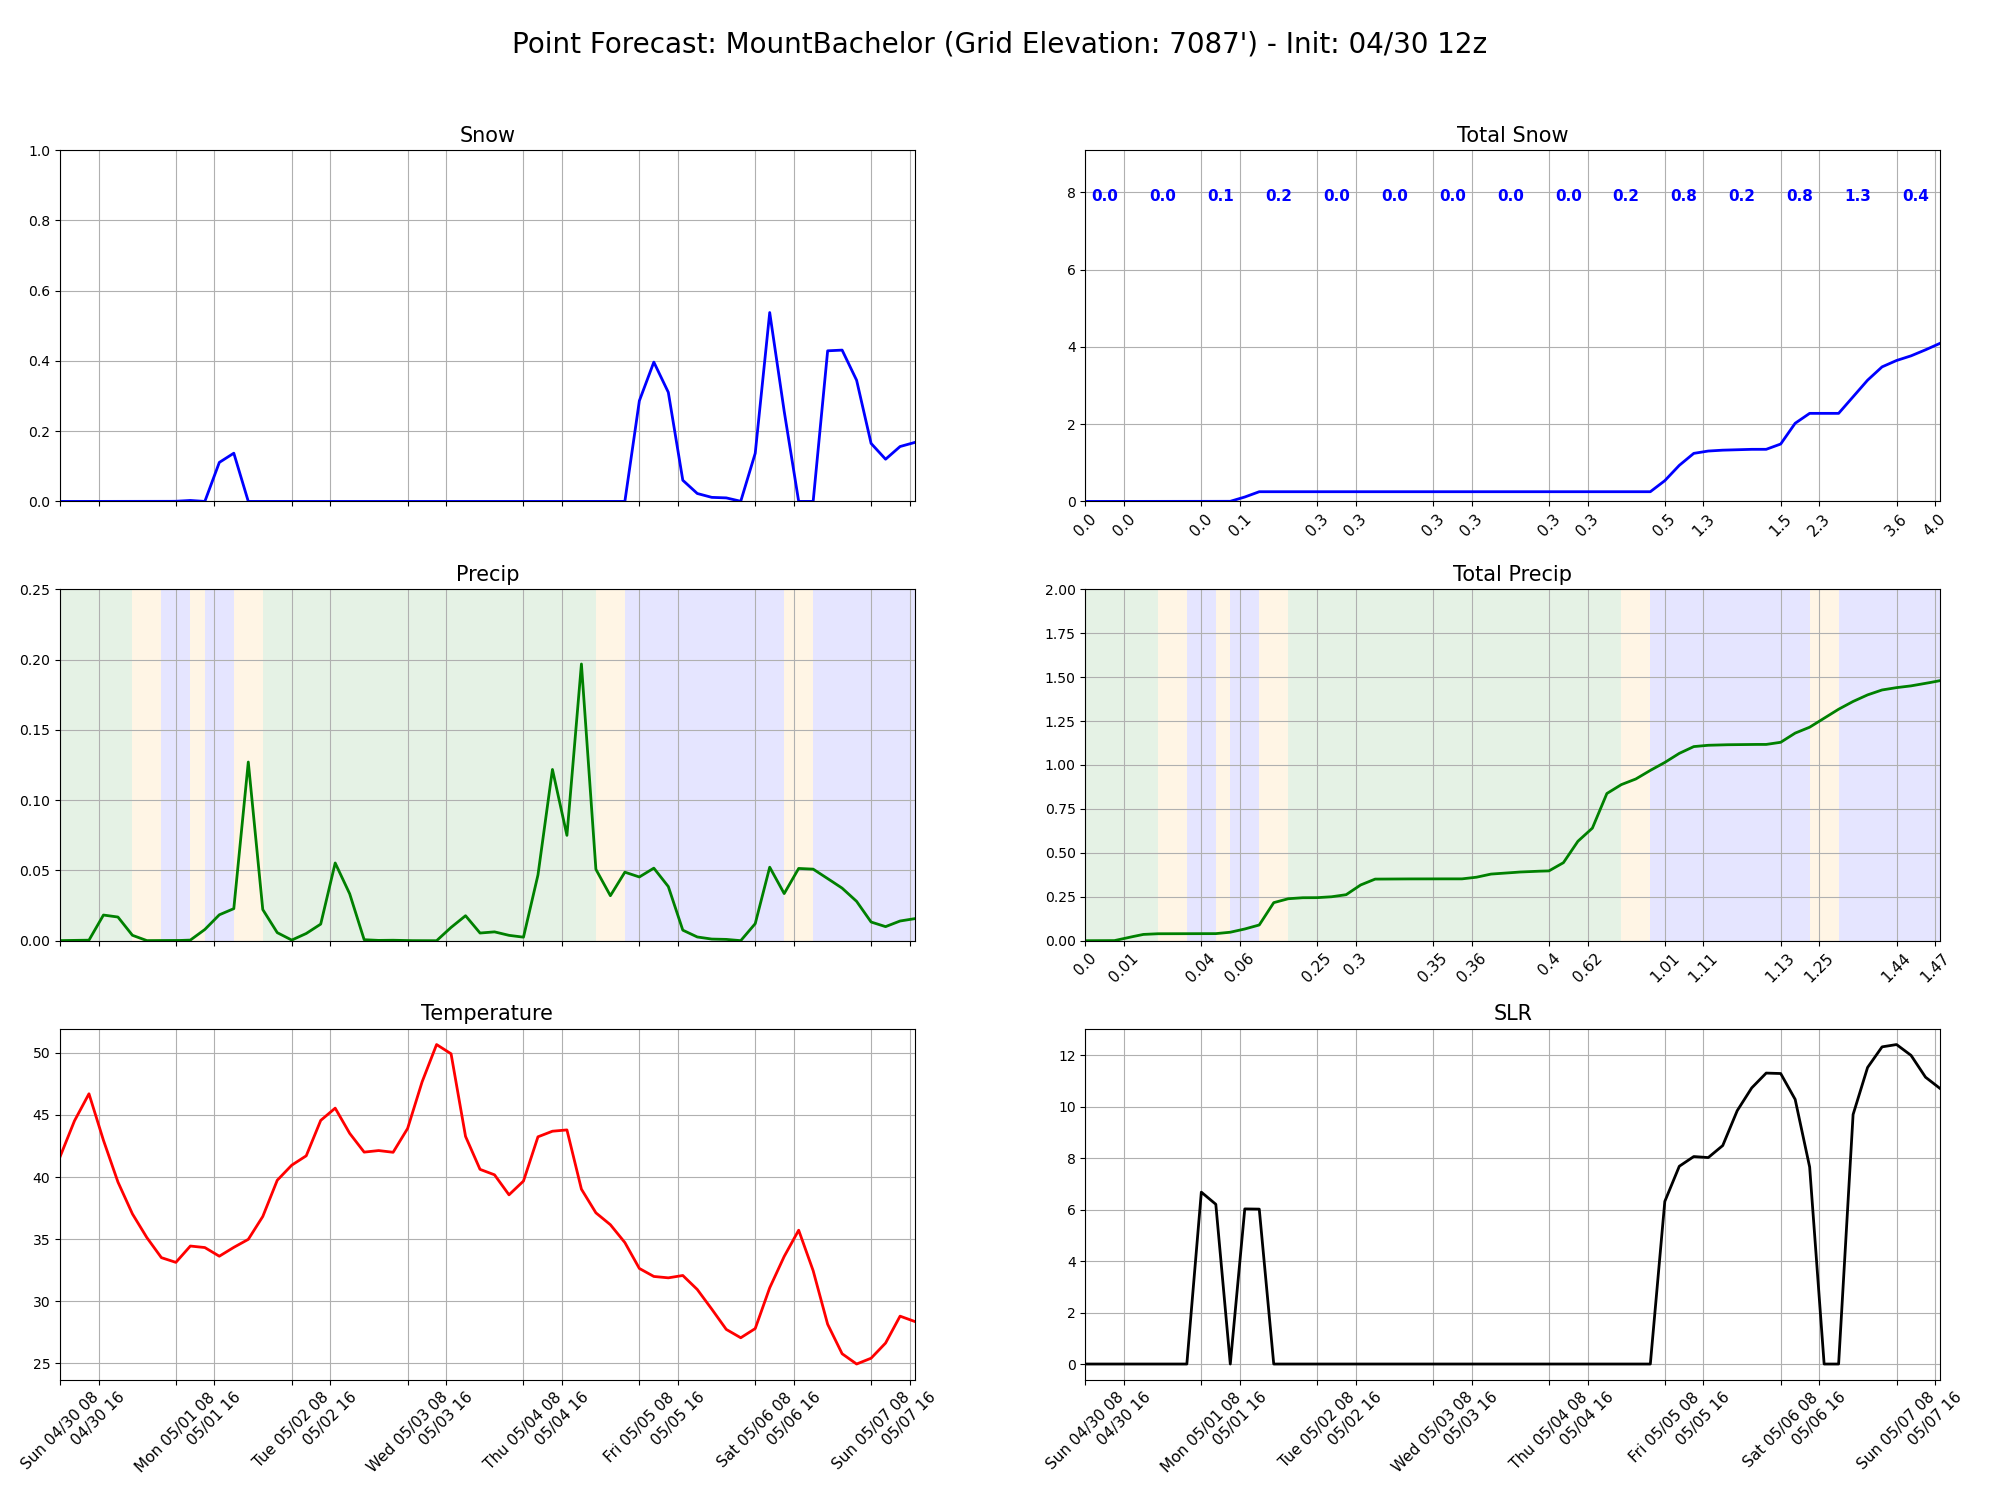 Point Forecast: MountBachelor (Grid Elevation: 7087') - Init: 04/30 12z
Snow
1.0
0.8
0.6
0.4
0.2
0.0
Total Snow
8
6
4
2
0
0.0 0.0 0.1 0.2 0.0 0.0 0.0 0.0 0.0 0.2 0.8 0.2 0.8 1.3 0.4
0.0 0.0 0.0 0.1 0.3 0.3 0.3 0.3 0.3 0.3 0.5 1.3 1.5 2.3 3.6 4.0
Precip
0.25
0.20
0.15
0.10
0.05
0.00
Total Precip
2.00
1.75
1.50
1.25
1.00
0.75
0.50
0.25
0.00
0.0 0.01 0.04 0.06 0.25 0.3 0.35 0.36 0.4 0.62 1.01 1.11 1.13 1.25 1.44 1.47
Temperature
50
45
40
35
30
25
Sun 04/30 08
04/30 16
Mon 05/01 08
05/01 16
Tue 05/02 08
05/02 16
Wed 05/03 08
05/03 16
Thu 05/04 08
05/04 16
Fri 05/05 08
05/05 16
Sat 05/06 08
05/06 16
Sun 05/07 08
05/07 16
SLR
12
10
8
6
4
2
0
Sun 04/30 08
04/30 16
Mon 05/01 08
05/01 16
Tue 05/02 08
05/02 16
Wed 05/03 08
05/03 16
Thu 05/04 08
05/04 16
Fri 05/05 08
05/05 16
Sat 05/06 08
05/06 16
Sun 05/07 08
05/07 16